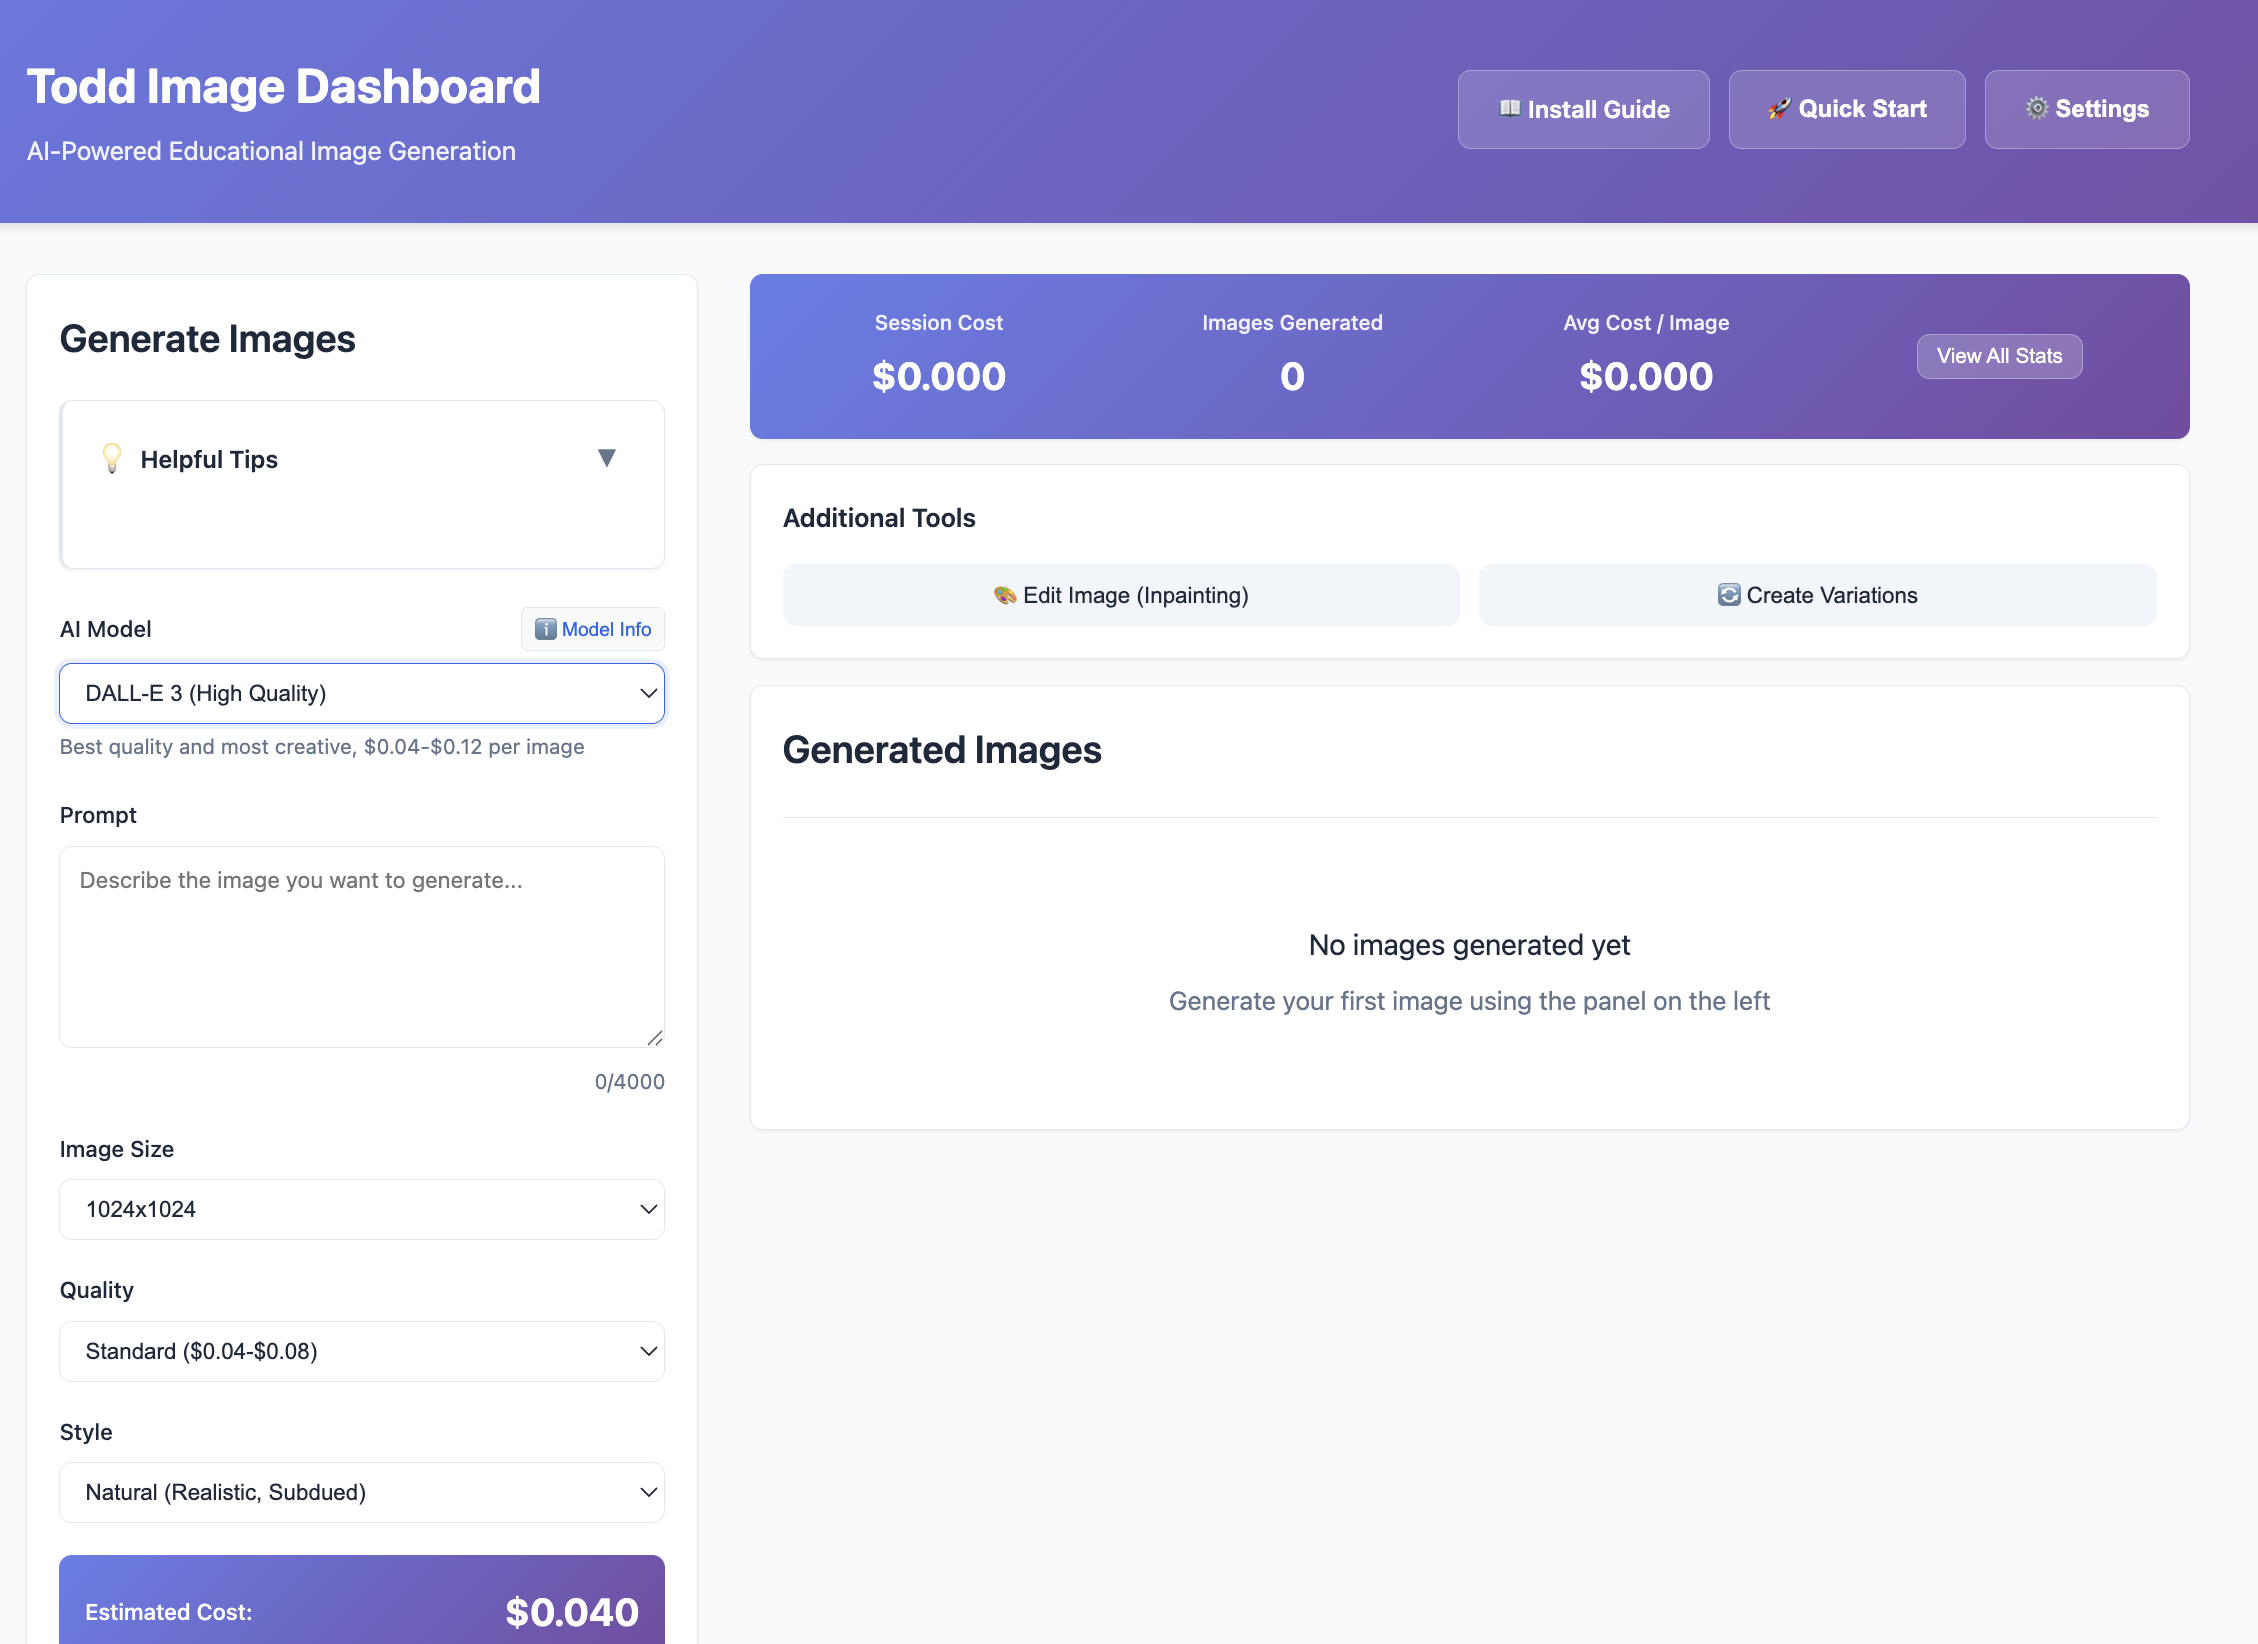 Todd Image Dashboard
AI-Powered Educational Image Generation
📖 Install Guide
🚀 Quick Start
⚙️ Settings
Generate Images
💡 Helpful Tips ▼
AI Model
ℹ️ Model Info
DALL-E 3 (High Quality)
Best quality and most creative, $0.04-$0.12 per image
Prompt
Describe the image you want to generate...
0/4000
Image Size
1024x1024
Quality
Standard ($0.04-$0.08)
Style
Natural (Realistic, Subdued)
Estimated Cost: $0.040
Session Cost
$0.000
Images Generated
0
Avg Cost / Image
$0.000
View All Stats
Additional Tools
🎨 Edit Image (Inpainting)
🔄 Create Variations
Generated Images
No images generated yet
Generate your first image using the panel on the left